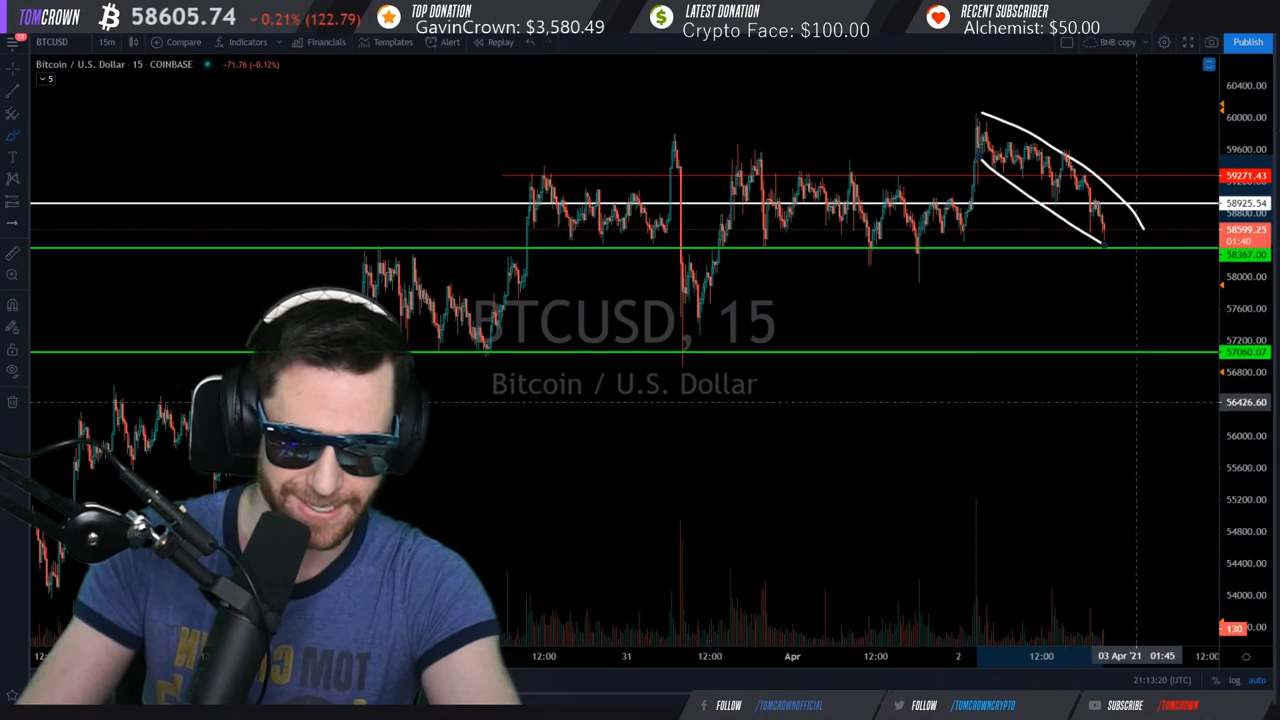 TOMCROWN 58605.74 0.21% (122.79)
TOP DONATION
GavinCrown: $3,580.49
LATEST DONATION
Crypto Face: $100.00
RECENT SUBSCRIBER
Alchemist: $50.00
BTCUSD 15m Compare Indicators Financials Templates Alert Replay BNB copy Publish
Bitcoin / U.S. Dollar · 15 · COINBASE −71.76 (−0.12%)
5
60400.00
60000.00
59600.00
59271.43
58925.54
58800.00
58599.25
01:40
58367.00
58000.00
57600.00
57200.00
57060.07
56800.00
56426.60
56000.00
55600.00
55200.00
54800.00
54400.00
54000.00
130
BTCUSD, 15
Bitcoin / U.S. Dollar
TOM
12:00 31 12:00 Apr 12:00 2 12:00 03 Apr '21 01:45 12:00
21:13:20 (UTC) % log auto
FOLLOW /TOMCROWNOFFICIAL FOLLOW /TOMCROWNCRYPTO SUBSCRIBE /TOMCROWN